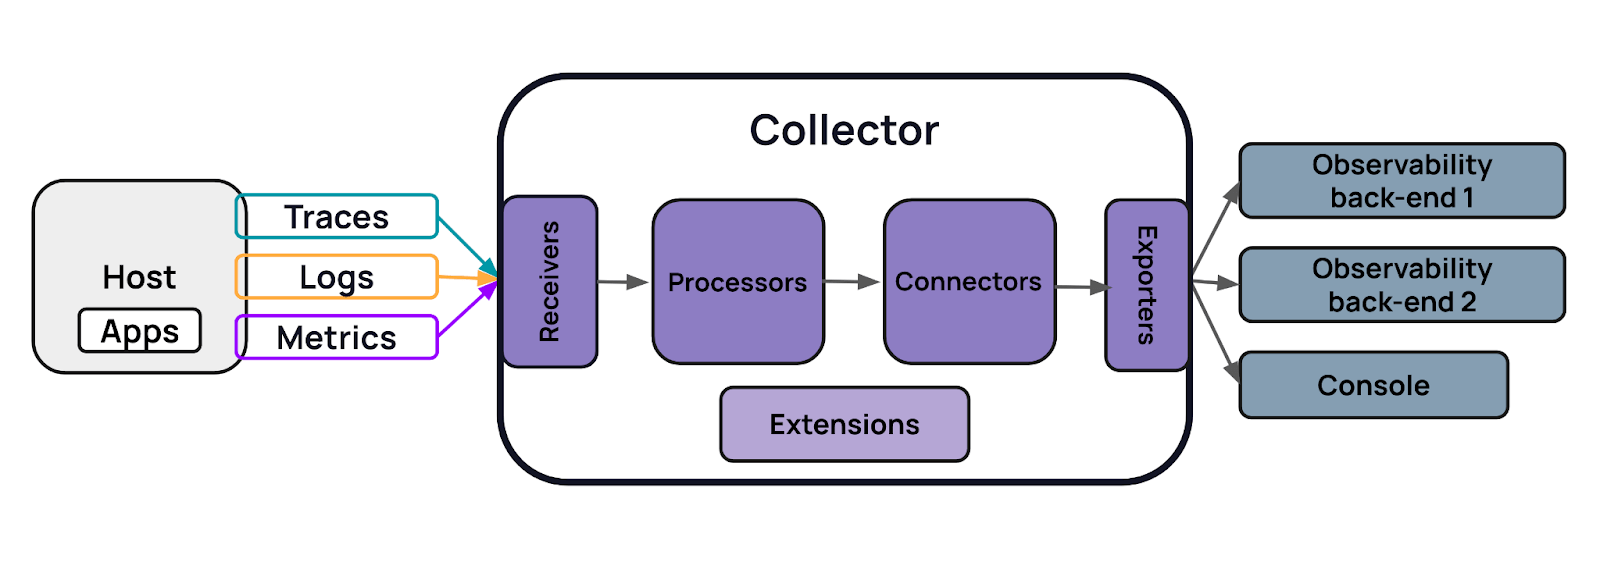 Collector
Host
Apps
Traces
Logs
Metrics
Receivers
Processors
Connectors
Exporters
Extensions
Observability
back-end 1
Observability
back-end 2
Console